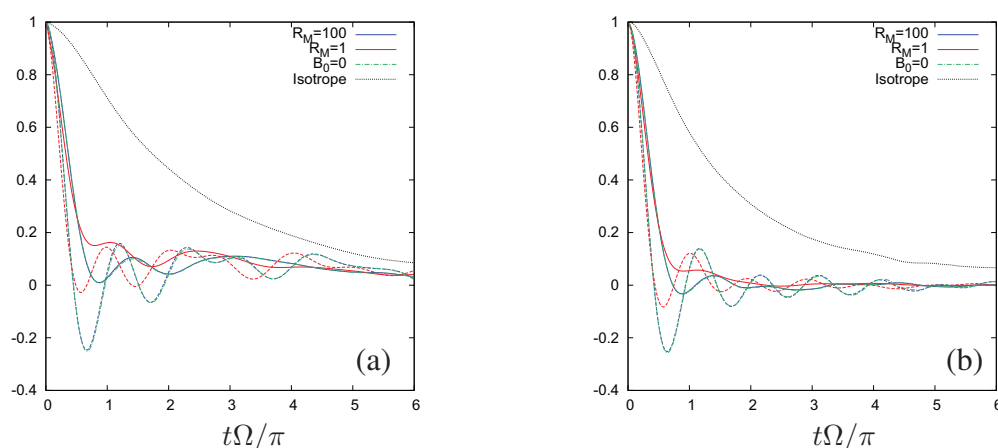 1
0.8
0.6
0.4
0.2
0
-0.2
-0.4
0 1 2 3 4 5 6
R_M=100
R_M=1
B_0=0
Isotrope
(a)
tΩ/π
1
0.8
0.6
0.4
0.2
0
-0.2
-0.4
0 1 2 3 4 5 6
R_M=100
R_M=1
B_0=0
Isotrope
(b)
tΩ/π